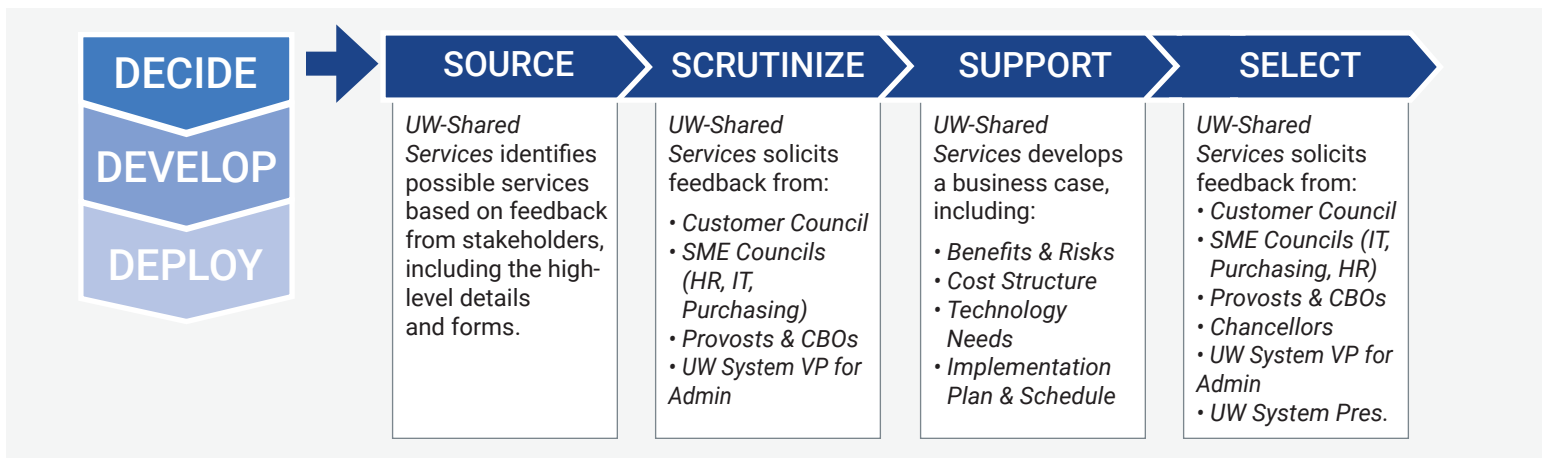 DECIDE
DEVELOP
DEPLOY
SOURCE
UW-Shared
Services identifies
possible services
based on feedback
from stakeholders,
including the high-
level details
and forms.
SCRUTINIZE
UW-Shared
Services solicits
feedback from:
• Customer Council
• SME Councils
(HR, IT,
Purchasing)
• Provosts & CBOs
• UW System VP for
Admin
SUPPORT
UW-Shared
Services develops
a business case,
including:
• Benefits & Risks
• Cost Structure
• Technology
Needs
• Implementation
Plan & Schedule
SELECT
UW-Shared
Services solicits
feedback from:
• Customer Council
• SME Councils (IT,
Purchasing, HR)
• Provosts & CBOs
• Chancellors
• UW System VP for
Admin
• UW System Pres.